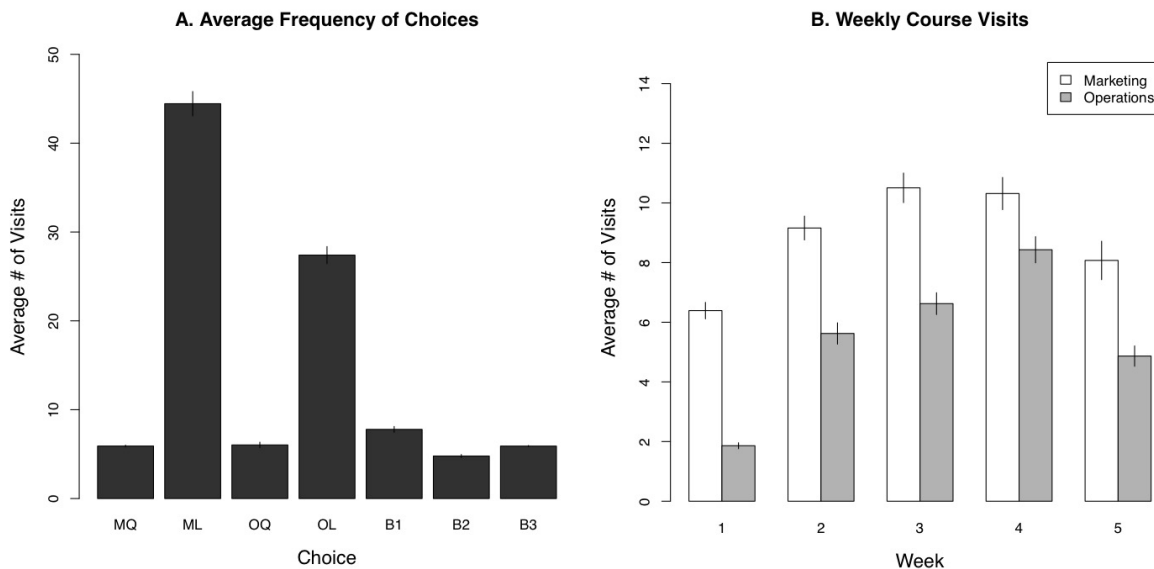 A. Average Frequency of Choices
50
40
30
20
10
0
Average # of Visits
MQ ML OQ OL B1 B2 B3
Choice
B. Weekly Course Visits
Marketing
Operations
14
12
10
8
6
4
2
0
Average # of Visits
1 2 3 4 5
Week